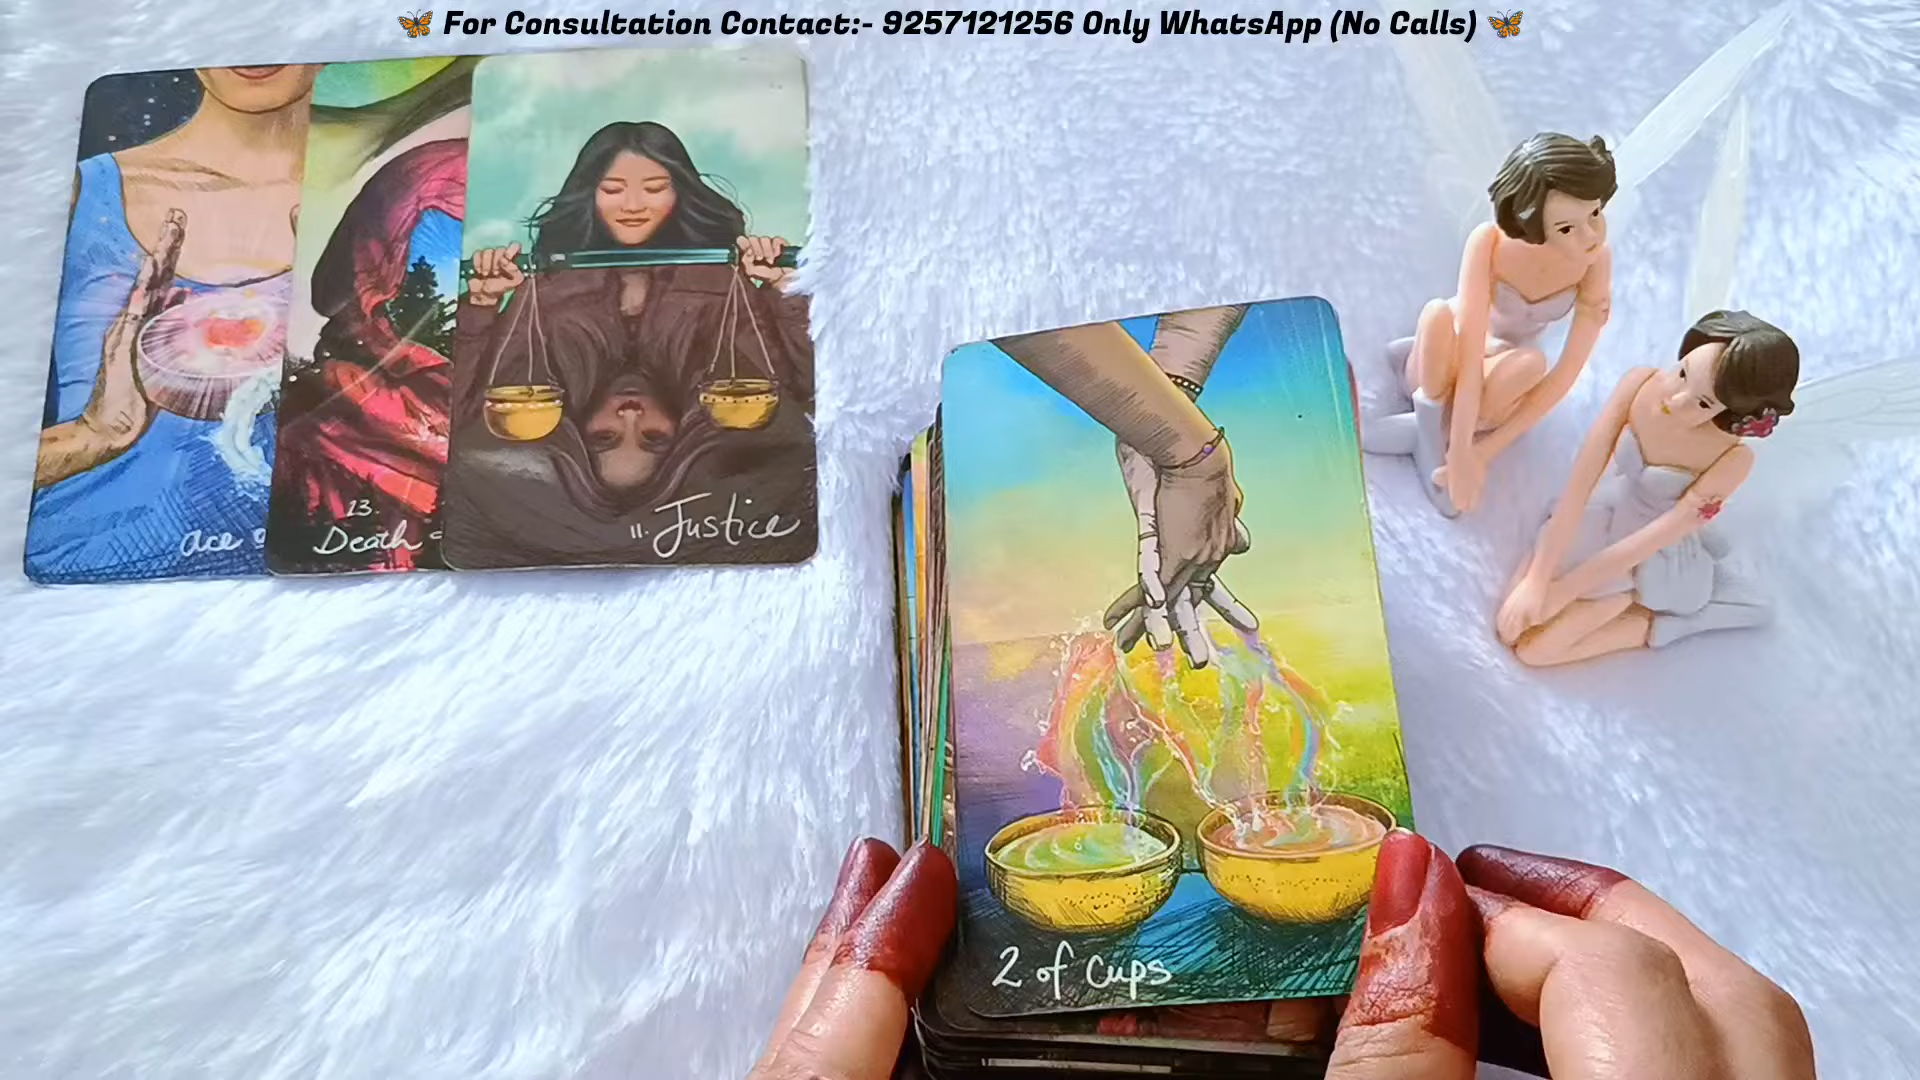 🦋 For Consultation Contact:- 9257121256 Only WhatsApp (No Calls) 🦋
ace
13.
Death
11. Justice
2 of cups